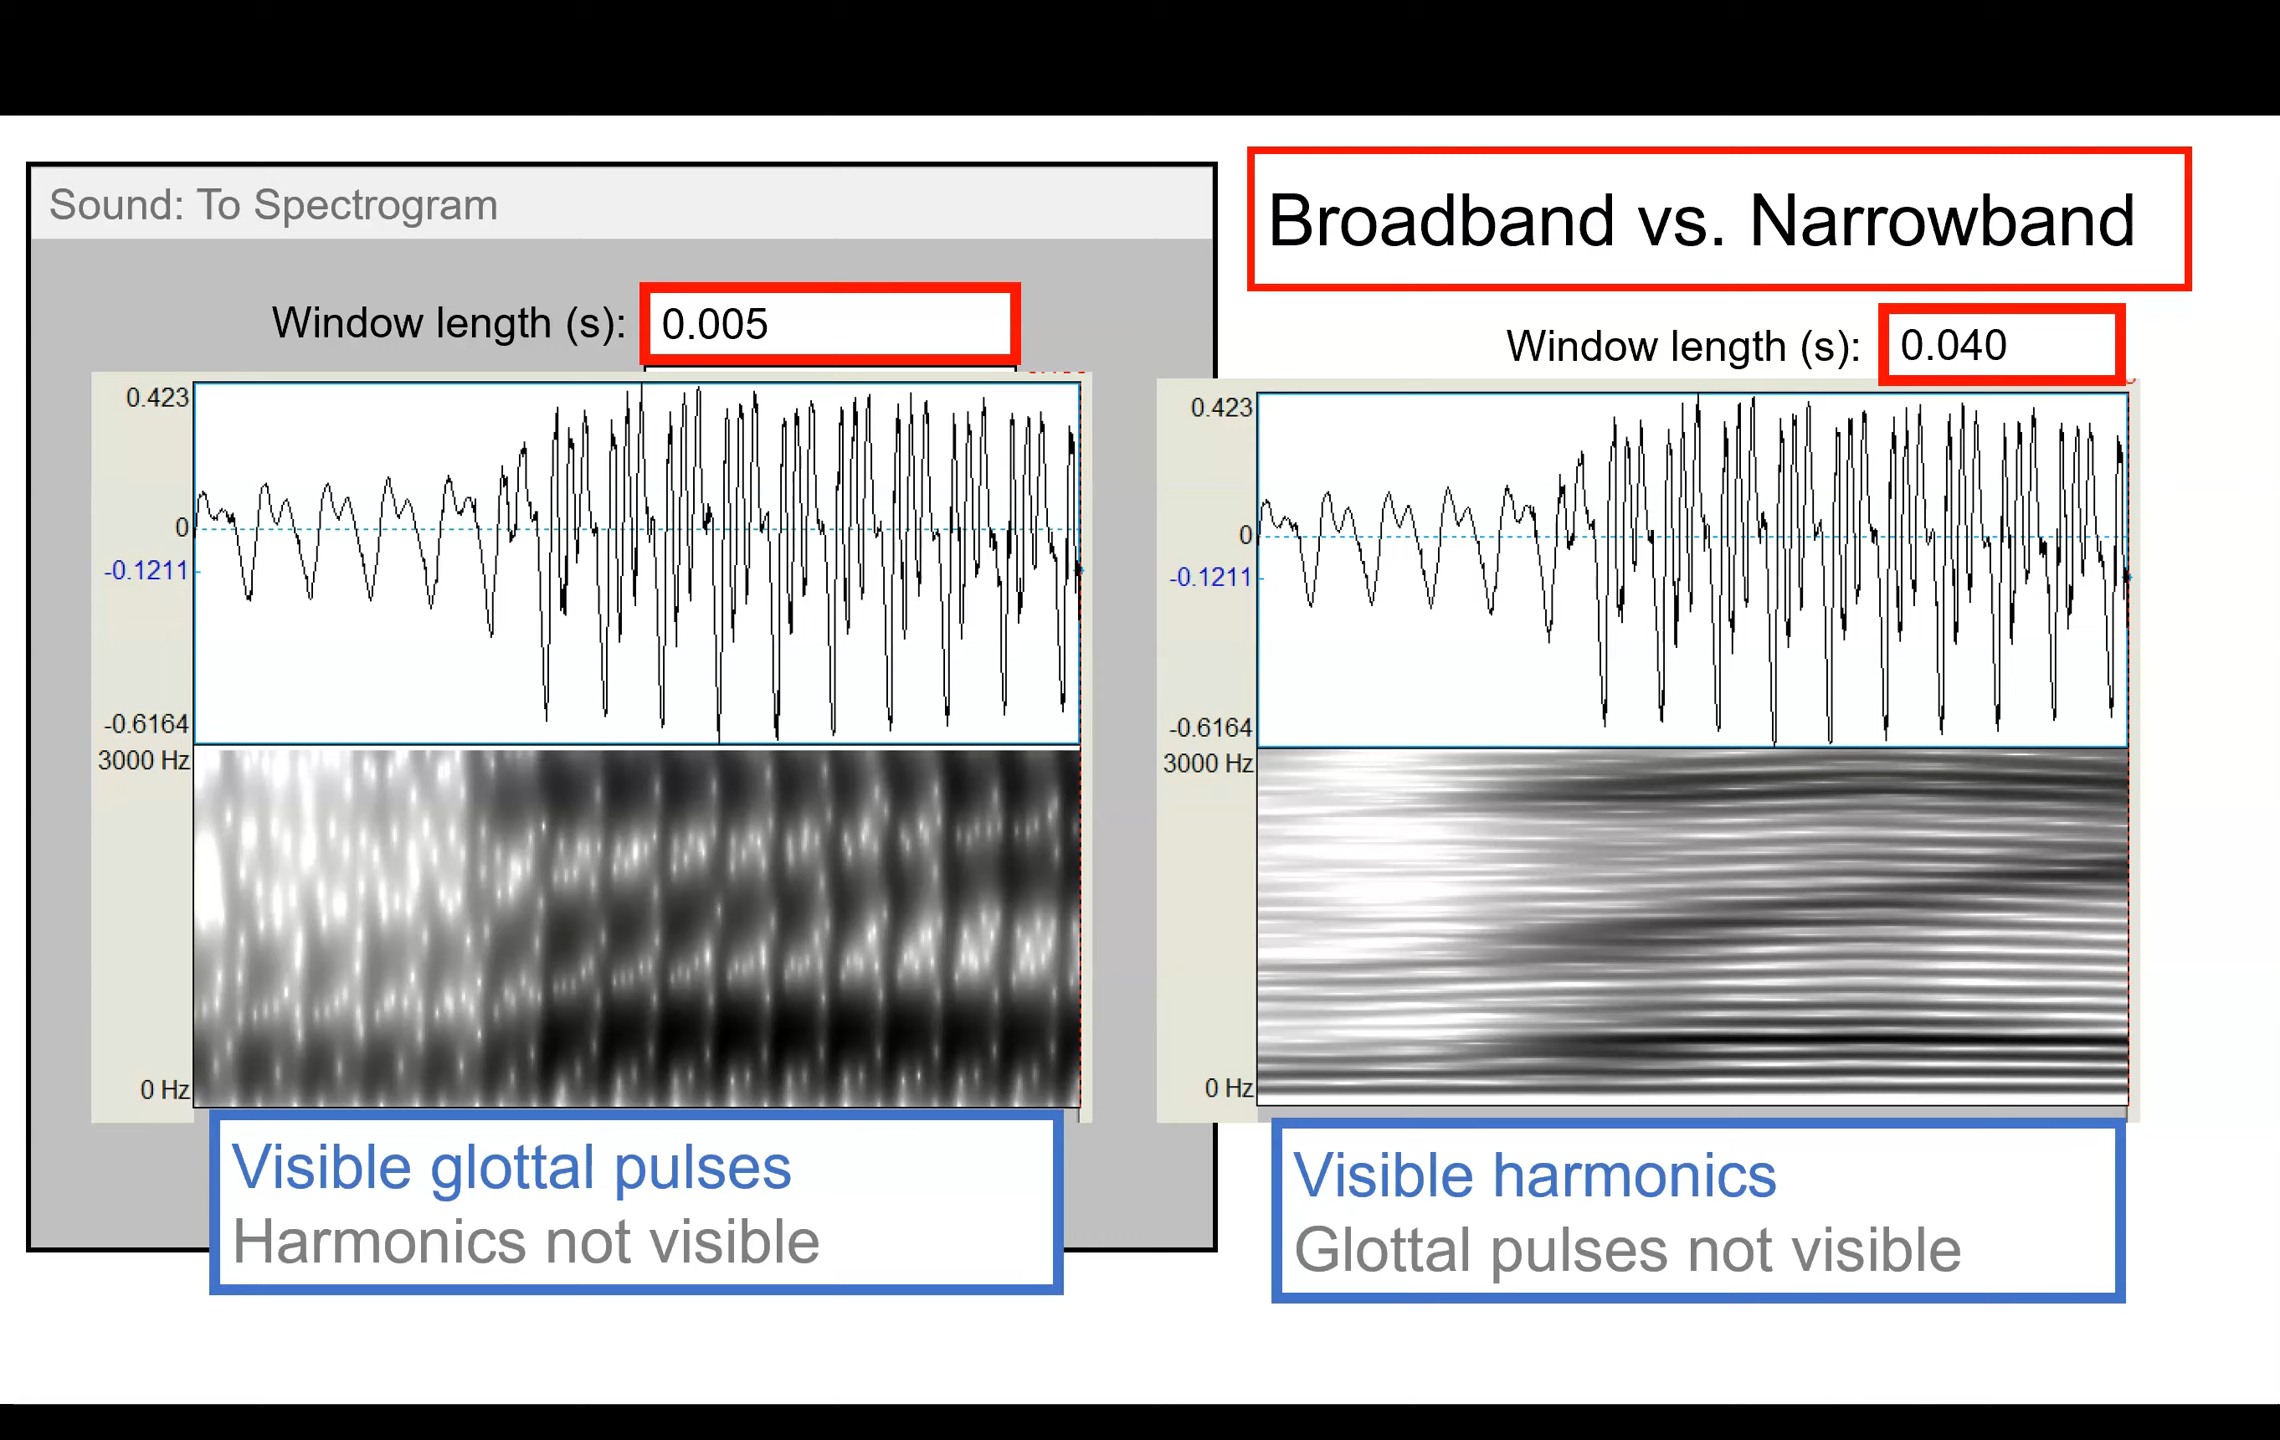 Sound: To Spectrogram
Broadband vs. Narrowband
Window length (s): 0.005
0.423
0
-0.1211
-0.6164
3000 Hz
0 Hz
Visible glottal pulses
Harmonics not visible
Window length (s): 0.040
0.423
0
-0.1211
-0.6164
3000 Hz
0 Hz
Visible harmonics
Glottal pulses not visible